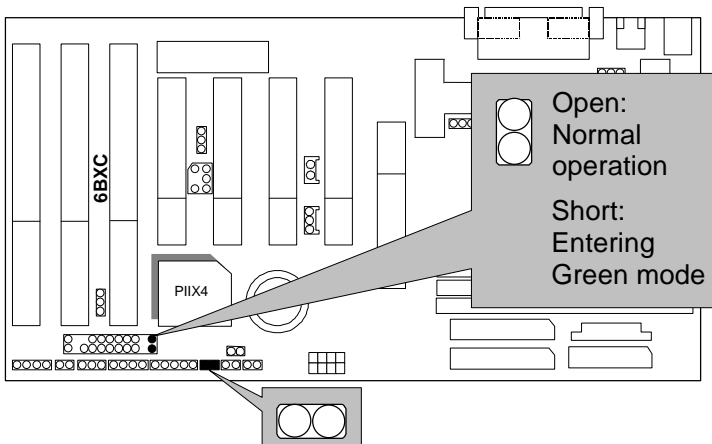 6BXC
PIIX4
Open:
Normal
operation
Short:
Entering
Green mode